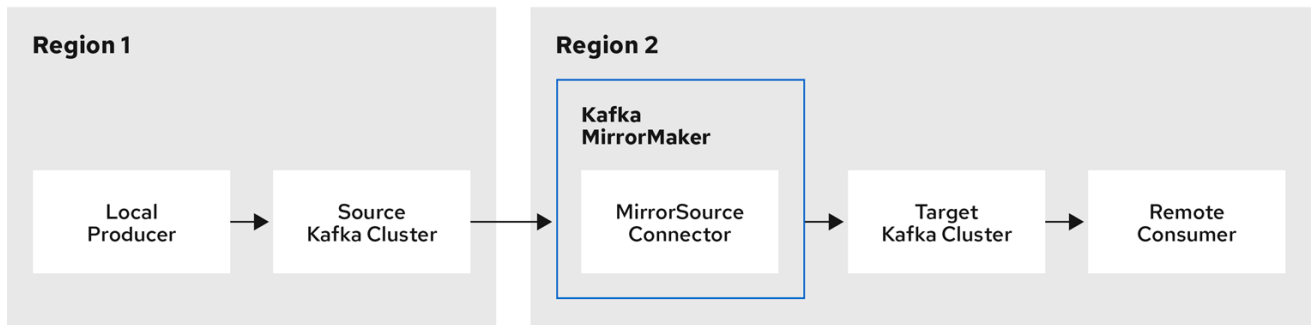 Region 1
Region 2
Kafka
MirrorMaker
Local
Producer
Source
Kafka Cluster
MirrorSource
Connector
Target
Kafka Cluster
Remote
Consumer